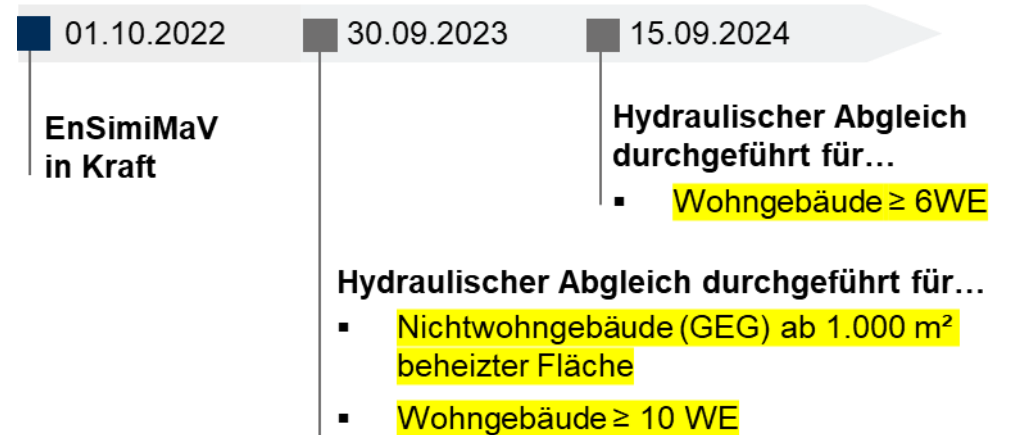 01.10.2022
30.09.2023
15.09.2024
EnSimiMaV
in Kraft
Hydraulischer Abgleich
durchgeführt für…
▪ Wohngebäude ≥ 6WE
Hydraulischer Abgleich durchgeführt für…
▪ Nichtwohngebäude (GEG) ab 1.000 m²
beheizter Fläche
▪ Wohngebäude ≥ 10 WE